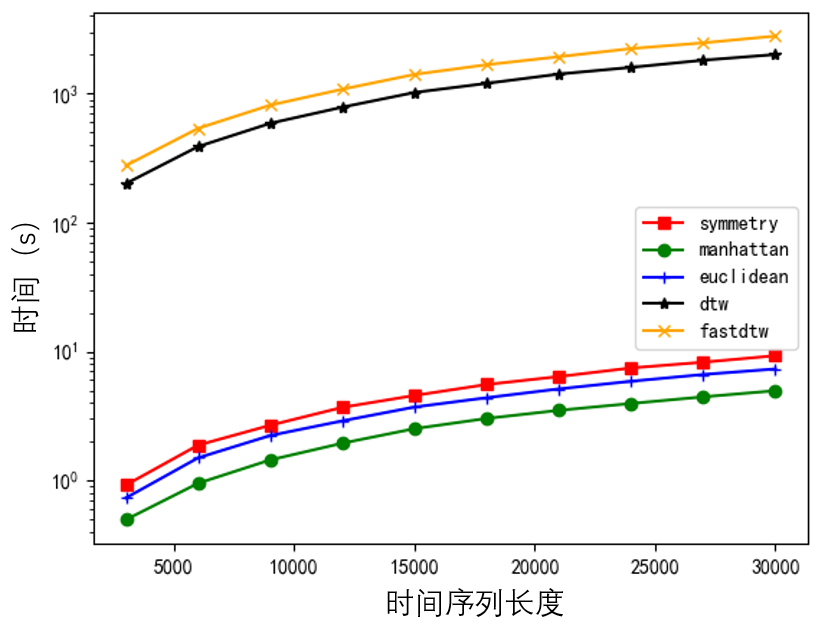 10³
10²
10¹
10⁰
时间 (s)
symmetry
manhattan
euclidean
dtw
fastdtw
5000 10000 15000 20000 25000 30000
时间序列长度